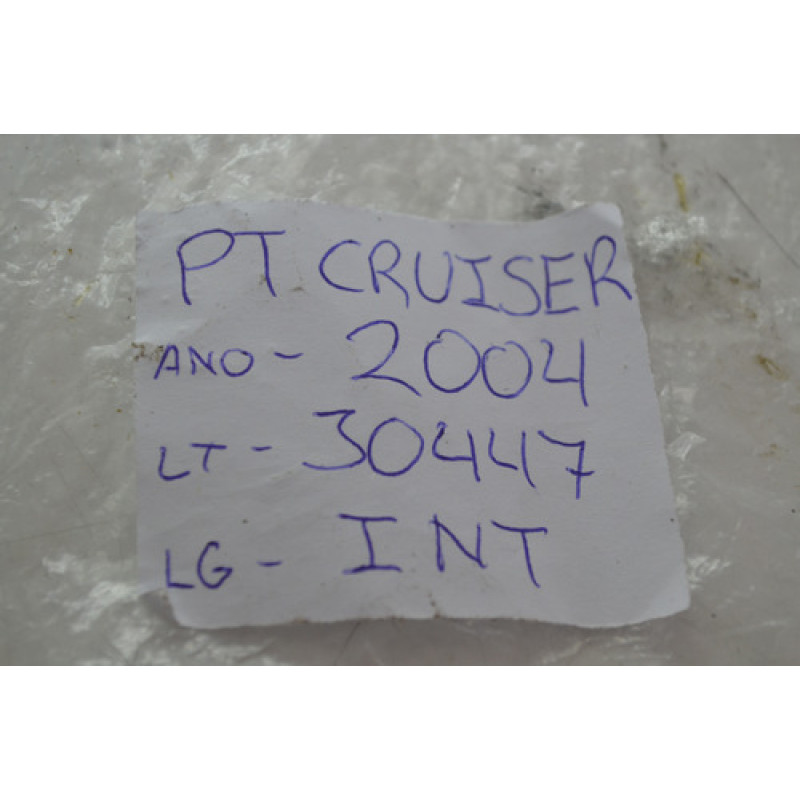 PT CRUISER
ANO - 2004
LT - 30447
LG - INT